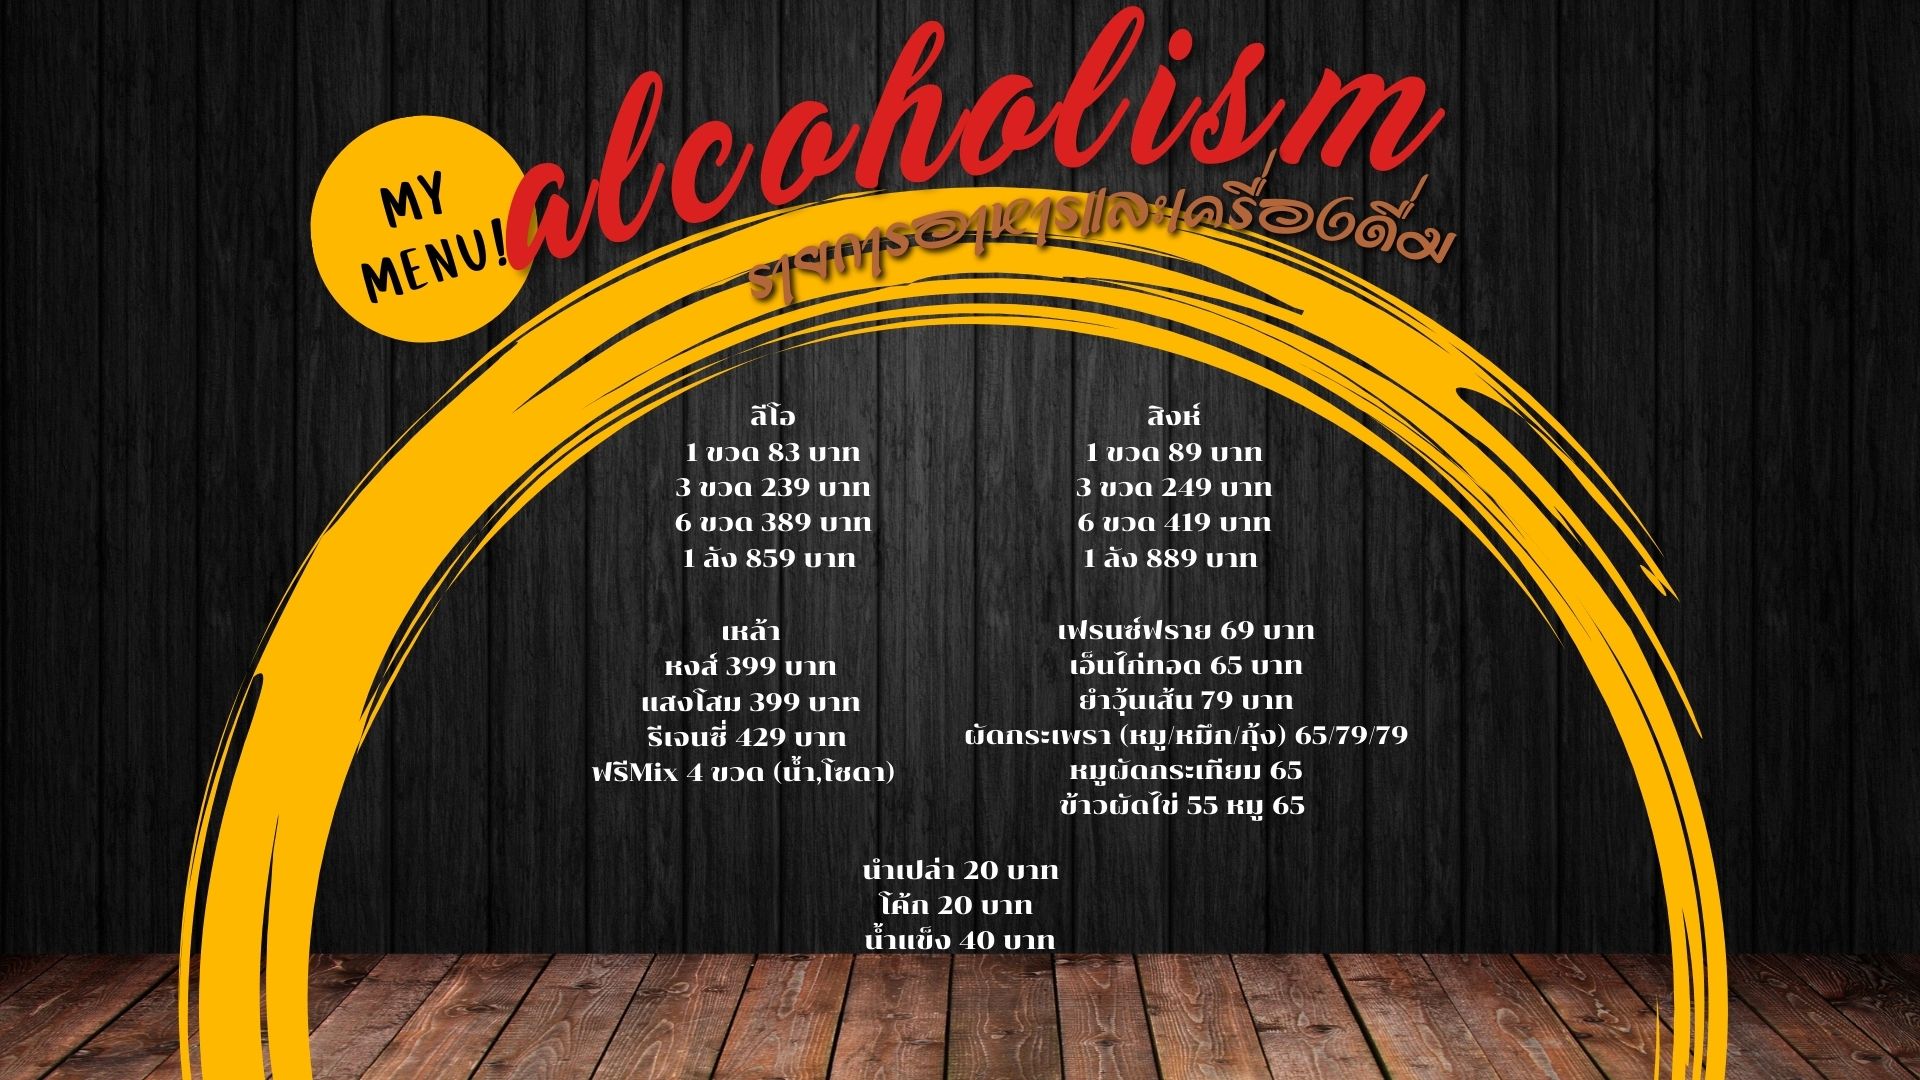 MY
MENU!
alcoholism
รายการอาหารและเครื่องดื่ม
ลีโอ
1 ขวด 83 บาท
3 ขวด 239 บาท
6 ขวด 389 บาท
1 ลัง 859 บาท
สิงห์
1 ขวด 89 บาท
3 ขวด 249 บาท
6 ขวด 419 บาท
1 ลัง 889 บาท
เหล้า
หงส์ 399 บาท
แสงโสม 399 บาท
รีเจนซี่ 429 บาท
ฟรีMix 4 ขวด (น้ำ,โซดา)
เฟรนซ์ฟราย 69 บาท
เอ็นไก่ทอด 65 บาท
ยำวุ้นเส้น 79 บาท
ผัดกระเพรา (หมู/หมึก/กุ้ง) 65/79/79
หมูผัดกระเทียม 65
ข้าวผัดไข่ 55 หมู 65
นำเปล่า 20 บาท
โค้ก 20 บาท
น้ำแข็ง 40 บาท